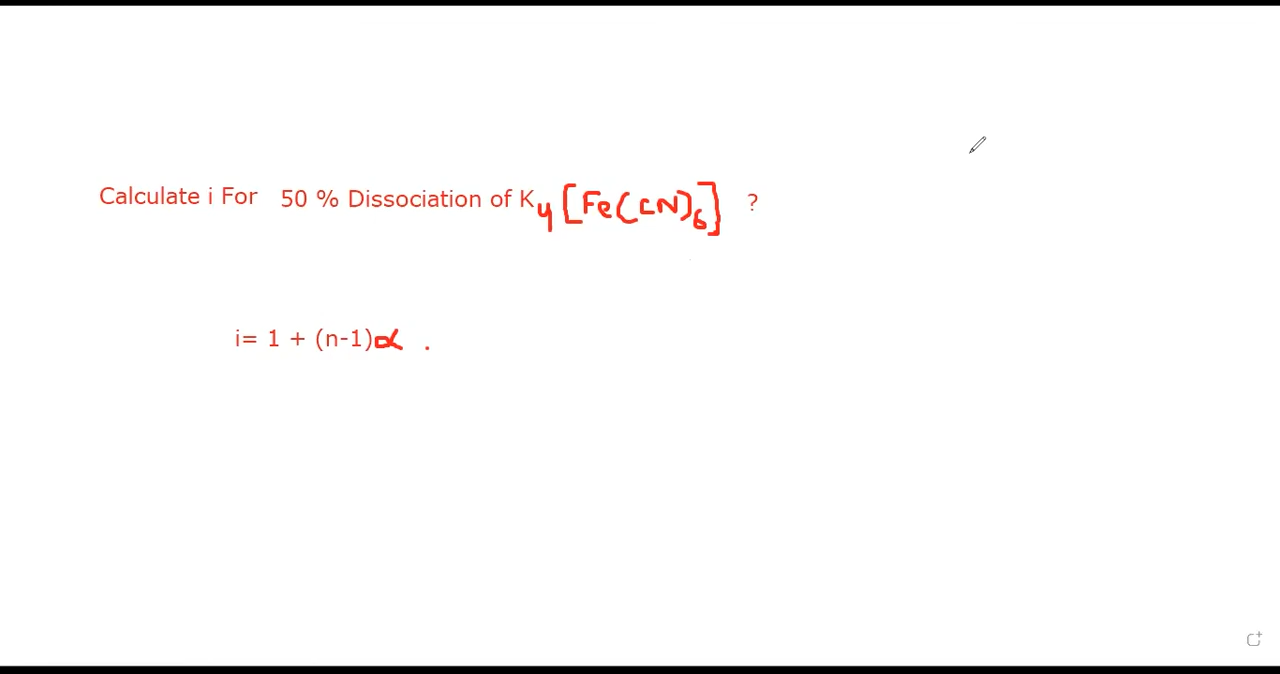 Calculate i For 50 % Dissociation of K4[Fe(CN)6] ?
i= 1 + (n-1)α .